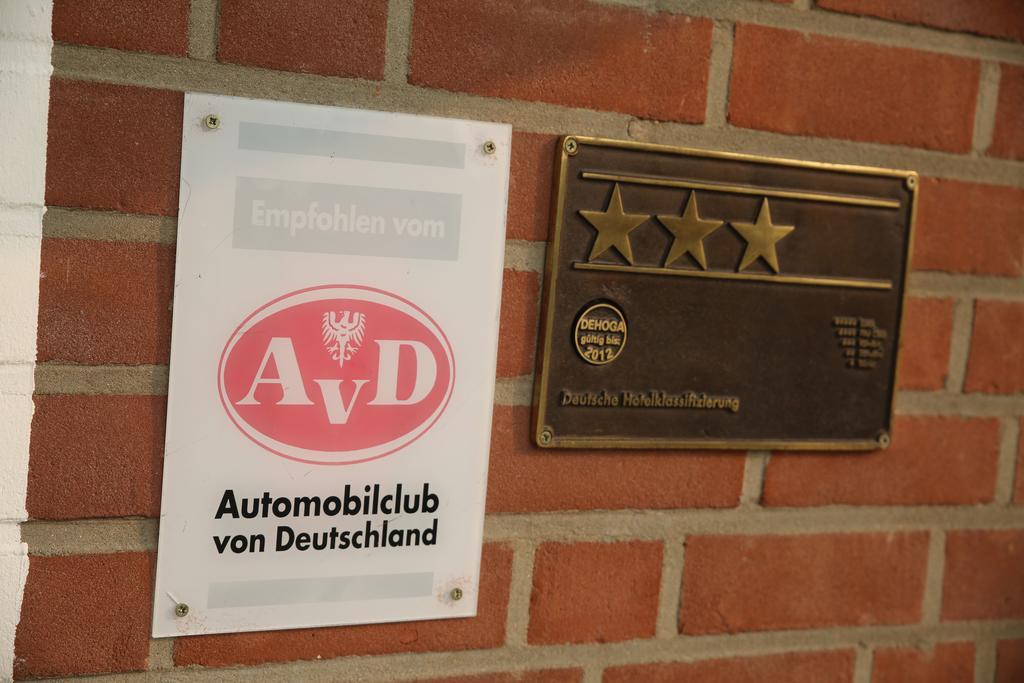 Empfohlen vom
AvD
Automobilclub
von Deutschland
DEHOGA
gültig bis:
2012
Deutsche Hotelklassifizierung